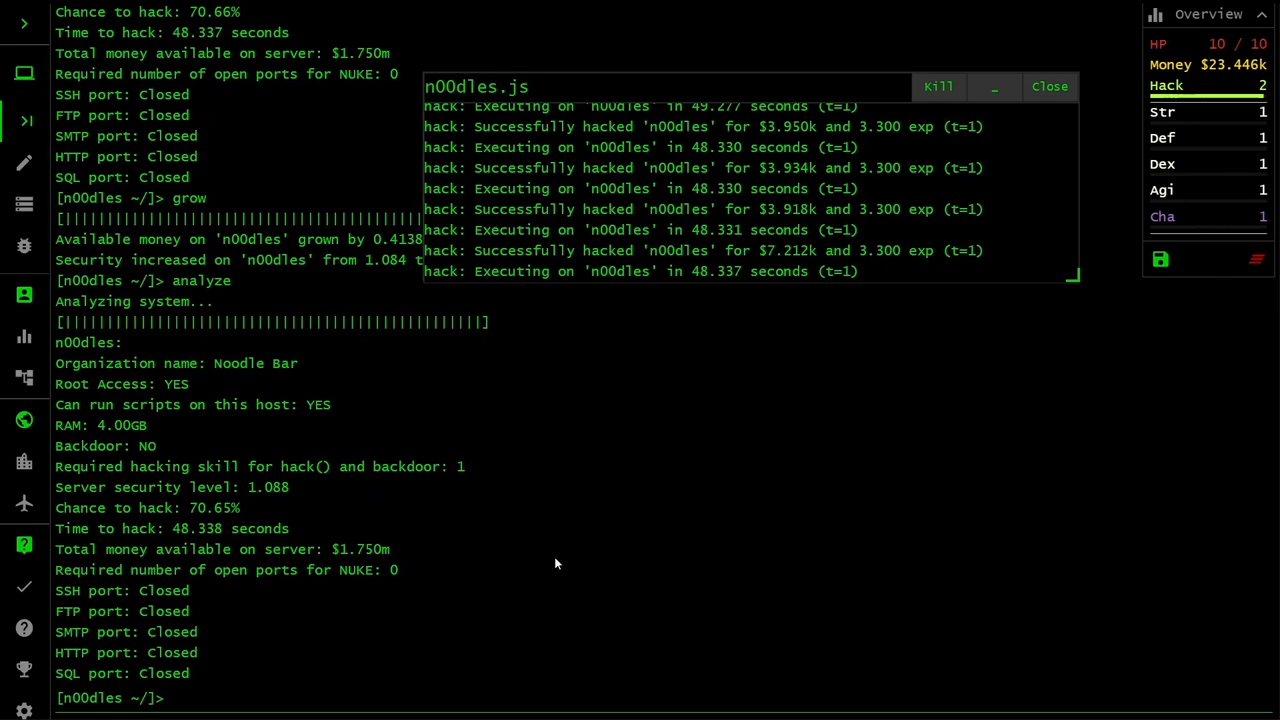 Chance to hack: 70.66%
Time to hack: 48.337 seconds
Total money available on server: $1.750m
Required number of open ports for NUKE: 0
SSH port: Closed
FTP port: Closed
SMTP port: Closed
HTTP port: Closed
SQL port: Closed
[n00dles ~/]> grow
[||||||||||||||||||||||||||||||||||||||||||
Available money on 'n00dles' grown by 0.4138
Security increased on 'n00dles' from 1.084 t
[n00dles ~/]> analyze
Analyzing system...
[||||||||||||||||||||||||||||||||||||||||||||||||||]
n00dles:
Organization name: Noodle Bar
Root Access: YES
Can run scripts on this host: YES
RAM: 4.00GB
Backdoor: NO
Required hacking skill for hack() and backdoor: 1
Server security level: 1.088
Chance to hack: 70.65%
Time to hack: 48.338 seconds
Total money available on server: $1.750m
Required number of open ports for NUKE: 0
SSH port: Closed
FTP port: Closed
SMTP port: Closed
HTTP port: Closed
SQL port: Closed
[n00dles ~/]>
n00dles.js Kill _ Close
hack: Executing on 'n00dles' in 49.277 seconds (t=1)
hack: Successfully hacked 'n00dles' for $3.950k and 3.300 exp (t=1)
hack: Executing on 'n00dles' in 48.330 seconds (t=1)
hack: Successfully hacked 'n00dles' for $3.934k and 3.300 exp (t=1)
hack: Executing on 'n00dles' in 48.330 seconds (t=1)
hack: Successfully hacked 'n00dles' for $3.918k and 3.300 exp (t=1)
hack: Executing on 'n00dles' in 48.331 seconds (t=1)
hack: Successfully hacked 'n00dles' for $7.212k and 3.300 exp (t=1)
hack: Executing on 'n00dles' in 48.337 seconds (t=1)
Overview
HP 10 / 10
Money $23.446k
Hack 2
Str 1
Def 1
Dex 1
Agi 1
Cha 1